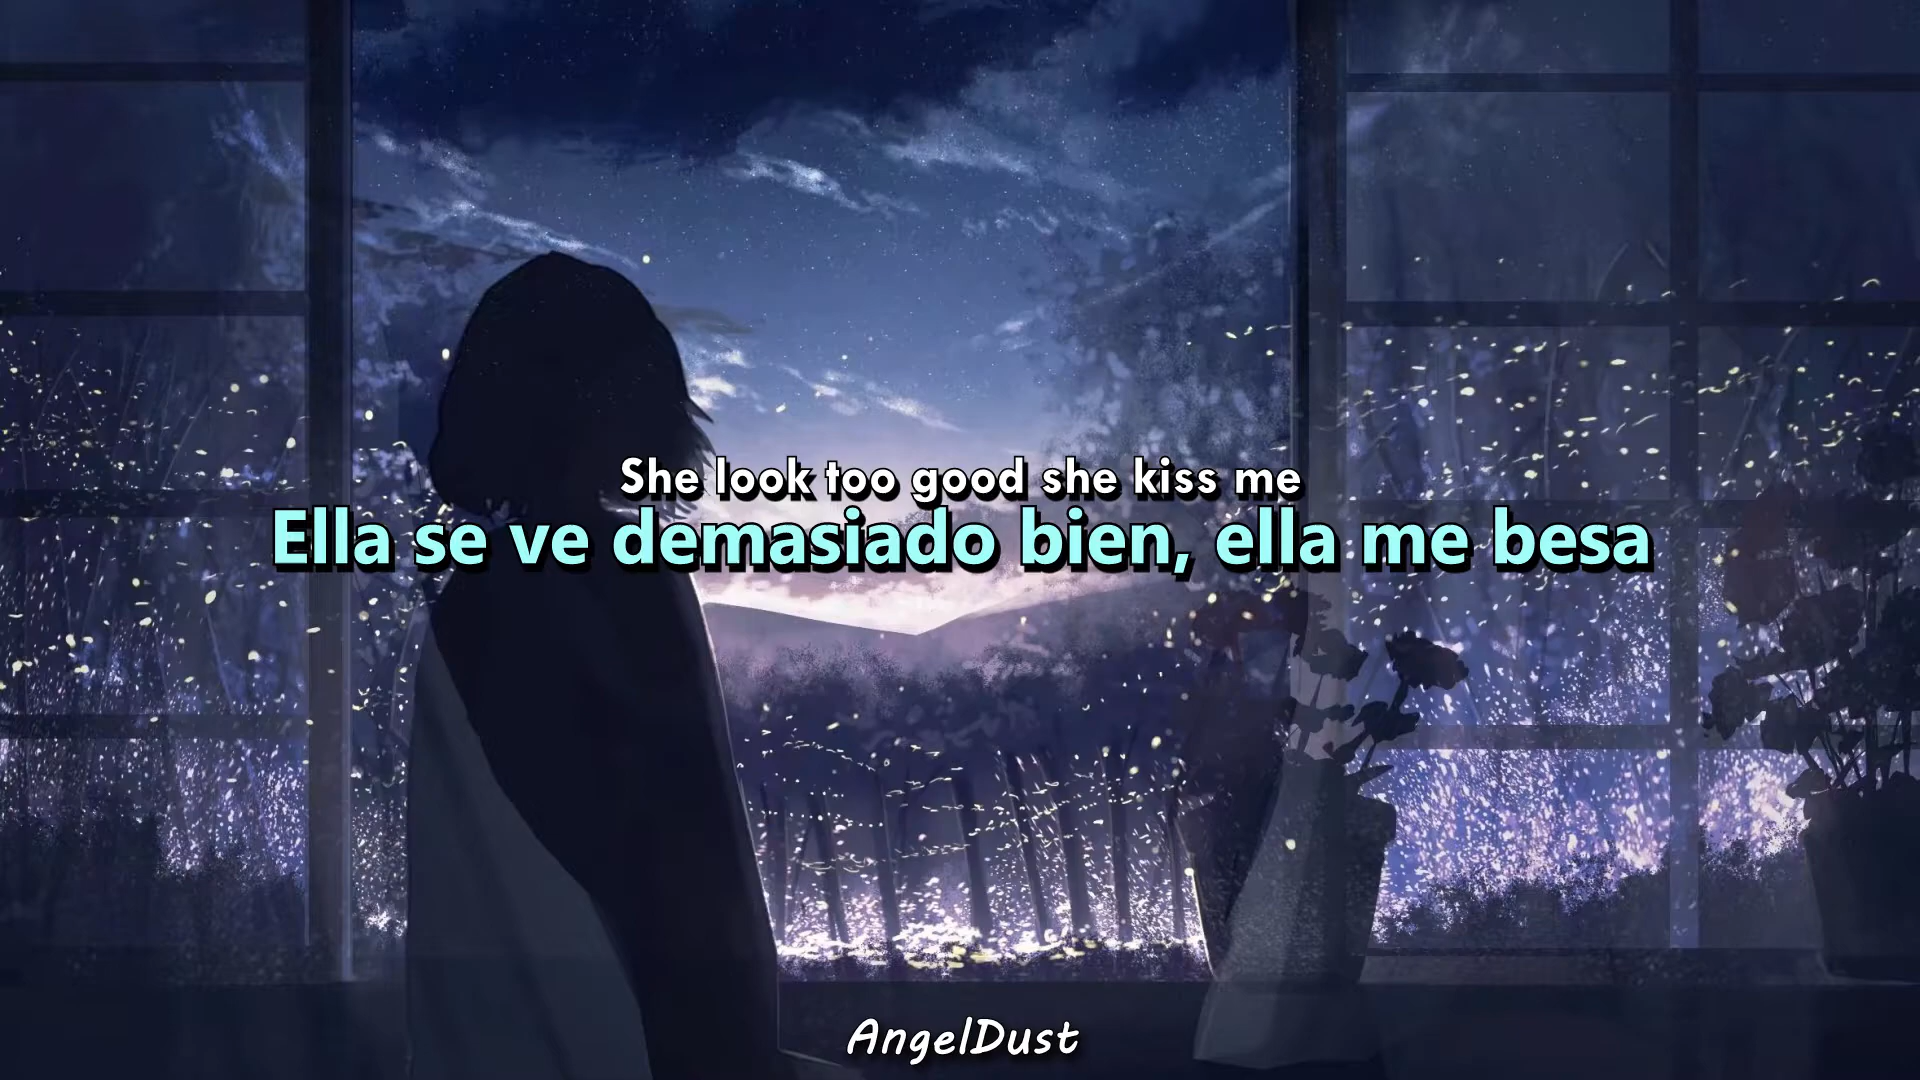 She look too good she kiss me
Ella se ve demasiado bien, ella me besa
AngelDust